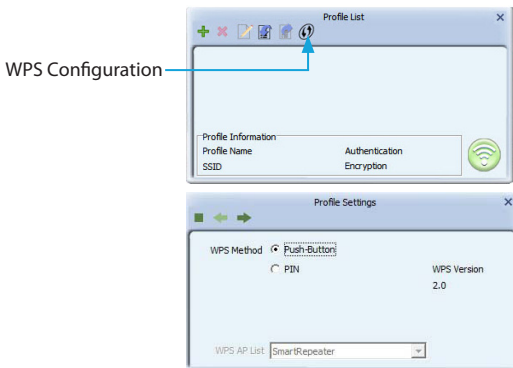 Profile List
WPS Configuration
Profile Information
Profile Name Authentication
SSID Encryption
Profile Settings
WPS Method Push-Button
PIN WPS Version
2.0
WPS AP List SmartRepeater